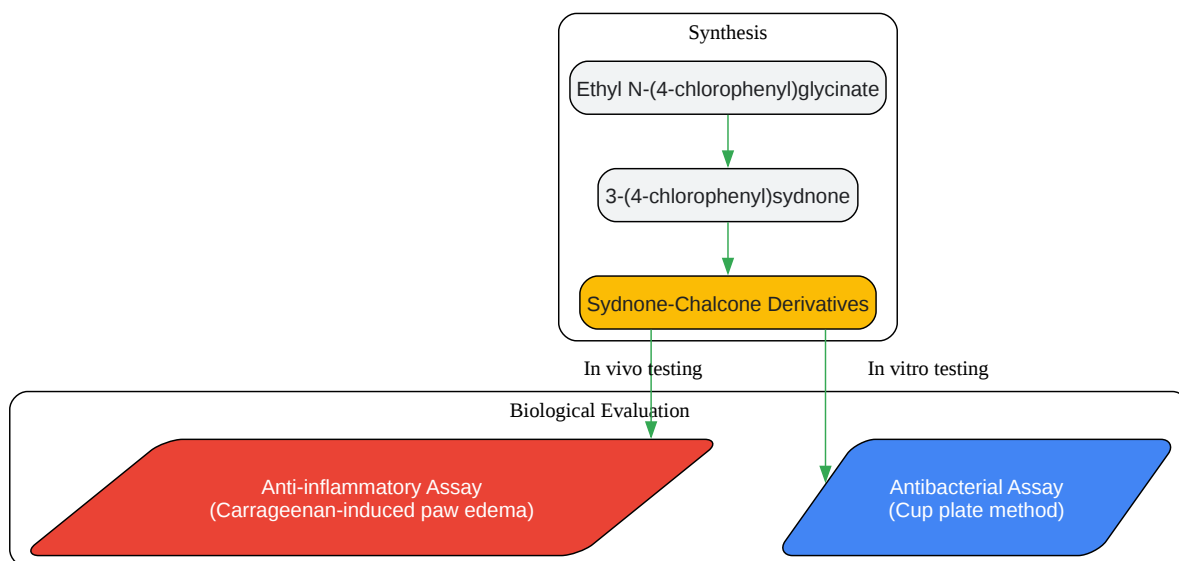 Synthesis
Ethyl N-(4-chlorophenyl)glycinate
3-(4-chlorophenyl)sydnone
Sydnone-Chalcone Derivatives
In vivo testing
In vitro testing
Biological Evaluation
Anti-inflammatory Assay
(Carrageenan-induced paw edema)
Antibacterial Assay
(Cup plate method)